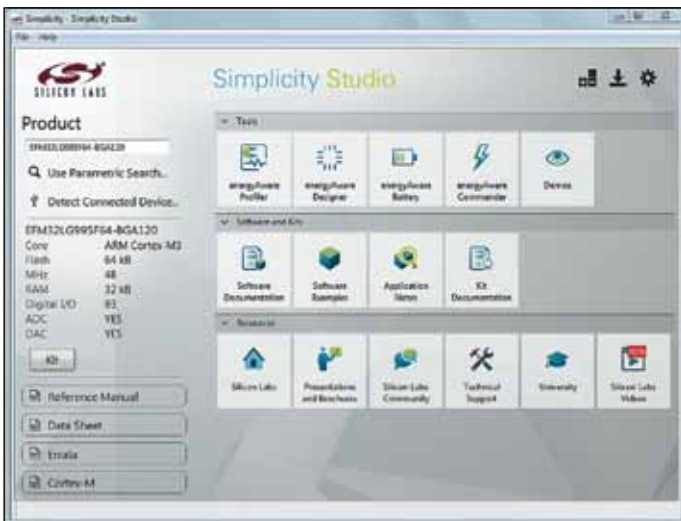 Simplicity - Simplicity Studio
File Help
SILICON LABS
Simplicity Studio
Product
Use Parametric Search..
Detect Connected Device..
EFM32LG995F64-BGA120
Core ARM Cortex-M3
Flash 64 kB
MHz 48
RAM 32 kB
Digital I/O 93
ADC YES
DAC YES
Kit
Reference Manual
Data Sheet
Errata
Cortex-M
Tools
energyAware Profiler
energyAware Designer
energyAware Battery
energyAware Commander
Demos
Software and Kits
Software Documentation
Software Examples
Application Notes
Kit Documentation
Resources
Silicon Labs
Presentations and Brochures
Silicon Labs Community
Technical Support
University
Silicon Labs Videos